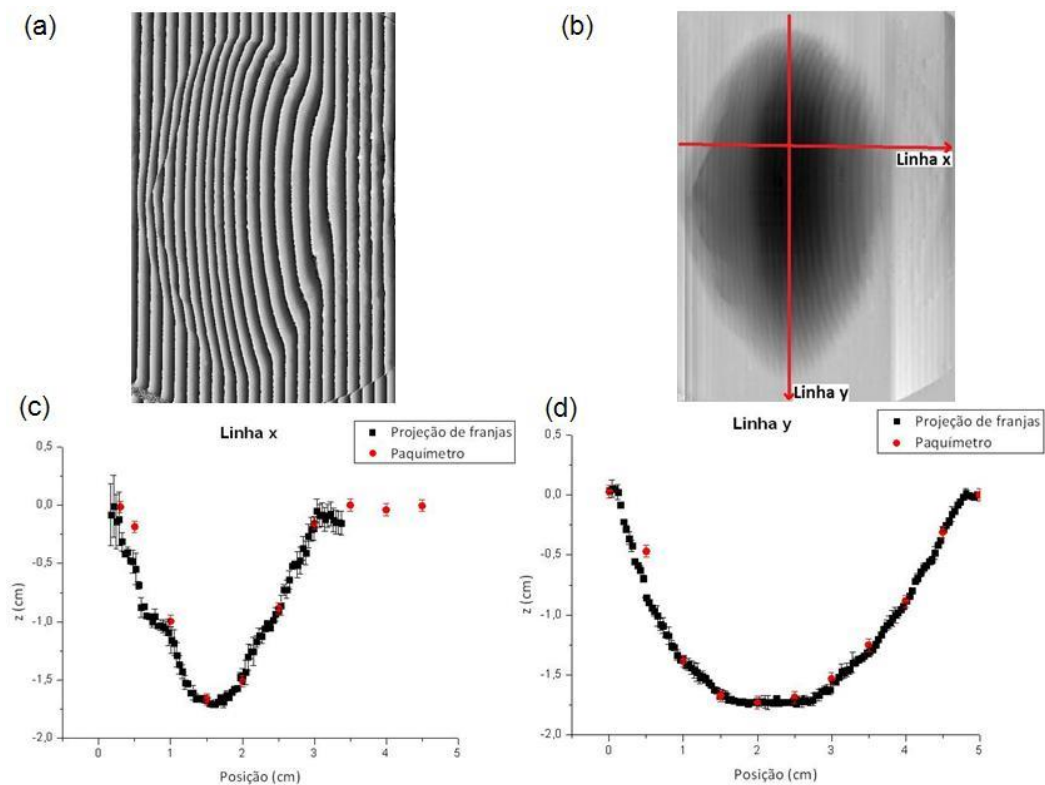 (a)
(b)
Linha x
Linha y
(c)
Linha x
Projeção de franjas
Paquímetro
0,5
0,0
-0,5
-1,0
-1,5
-2,0
z (cm)
0 1 2 3 4 5
Posição (cm)
(d)
Linha y
Projeção de franjas
Paquímetro
0,5
0,0
-0,5
-1,0
-1,5
-2,0
z (cm)
0 1 2 3 4 5
Posição (cm)